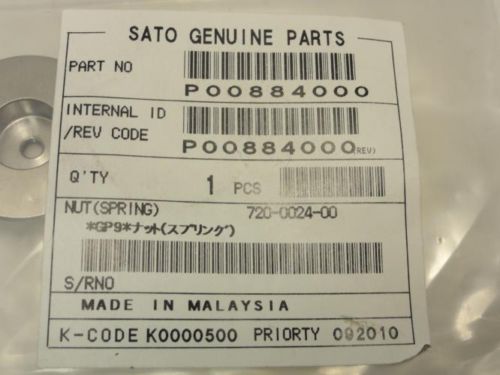 SATO GENUINE PARTS
PART NO
P00884000
INTERNAL ID
/REV CODE
P00884000(REV)
Q'TY 1 PCS
NUT(SPRING) 720-0024-00
*GP9*ナット(スプリング)
S/RNO
MADE IN MALAYSIA
K-CODE K0000500 PRIORTY 092010